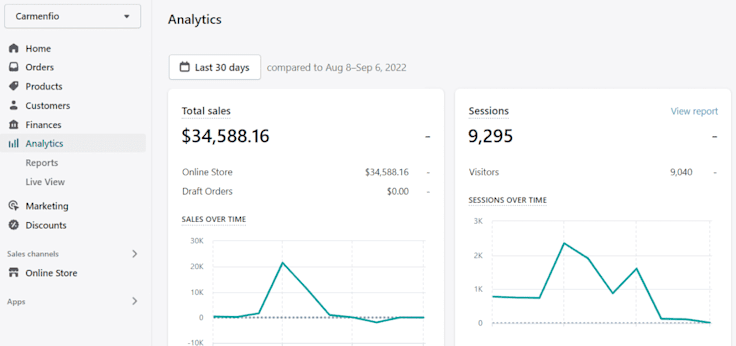 Carmenfio
Home
Orders
Products
Customers
Finances
Analytics
Reports
Live View
Marketing
Discounts
Sales channels
Online Store
Apps
Analytics
Last 30 days compared to Aug 8–Sep 6, 2022
Total sales
$34,588.16 -
Online Store $34,588.16 -
Draft Orders $0.00 -
SALES OVER TIME
30K
20K
10K
0
-10K
Sessions View report
9,295 -
Visitors 9,040 -
SESSIONS OVER TIME
3K
2K
1K
0